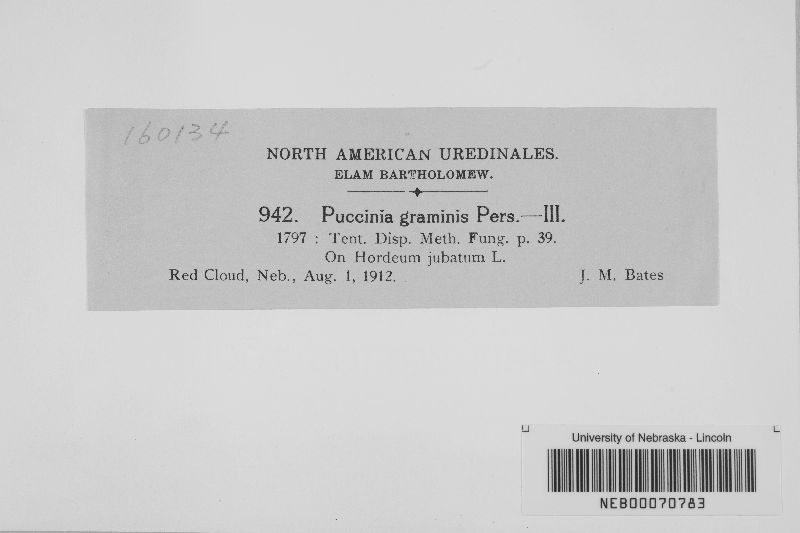 160134
NORTH AMERICAN UREDINALES.
ELAM BARTHOLOMEW.
942. Puccinia graminis Pers.—III.
1797 : Tent. Disp. Meth. Fung. p. 39.
On Hordeum jubatum L.
Red Cloud, Neb., Aug. 1, 1912. J. M. Bates
University of Nebraska - Lincoln
NEB00070783